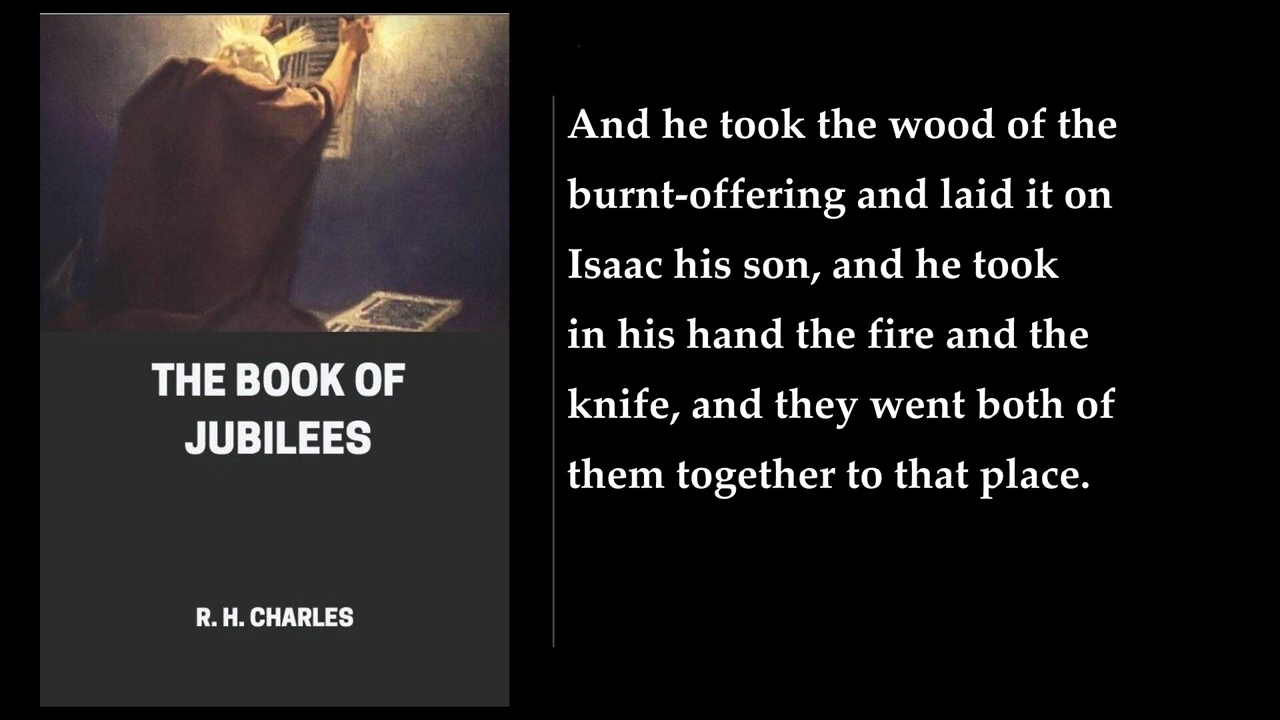 THE BOOK OF
JUBILEES
R. H. CHARLES
And he took the wood of the
burnt-offering and laid it on
Isaac his son, and he took
in his hand the fire and the
knife, and they went both of
them together to that place.